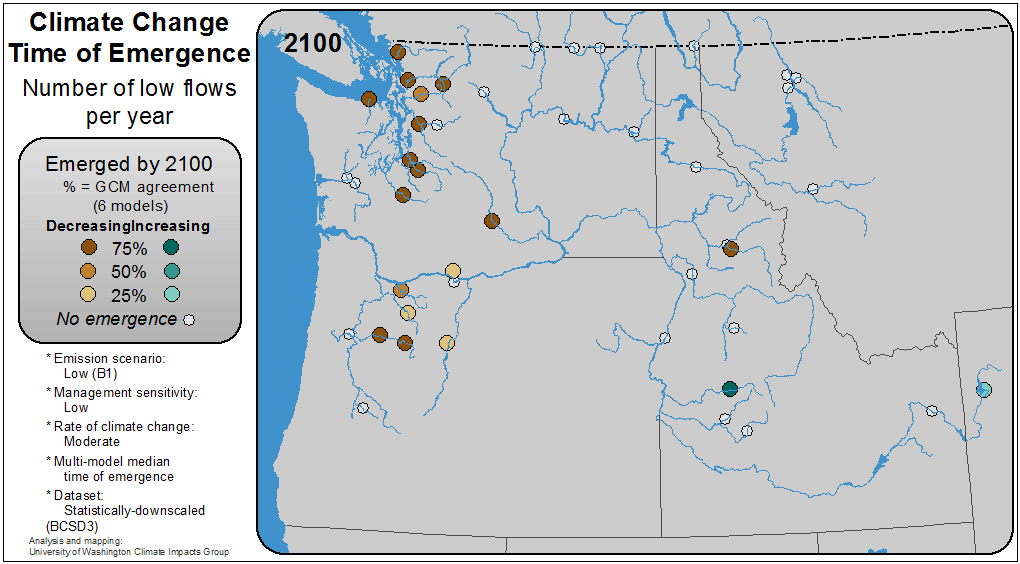 Climate Change
Time of Emergence
Number of low flows
per year
Emerged by 2100
% = GCM agreement
(6 models)
DecreasingIncreasing
75%
50%
25%
No emergence
* Emission scenario:
Low (B1)
* Management sensitivity:
Low
* Rate of climate change:
Moderate
* Multi-model median
time of emergence
* Dataset:
Statistically-downscaled
(BCSD3)
Analysis and mapping:
University of Washington Climate Impacts Group
2100